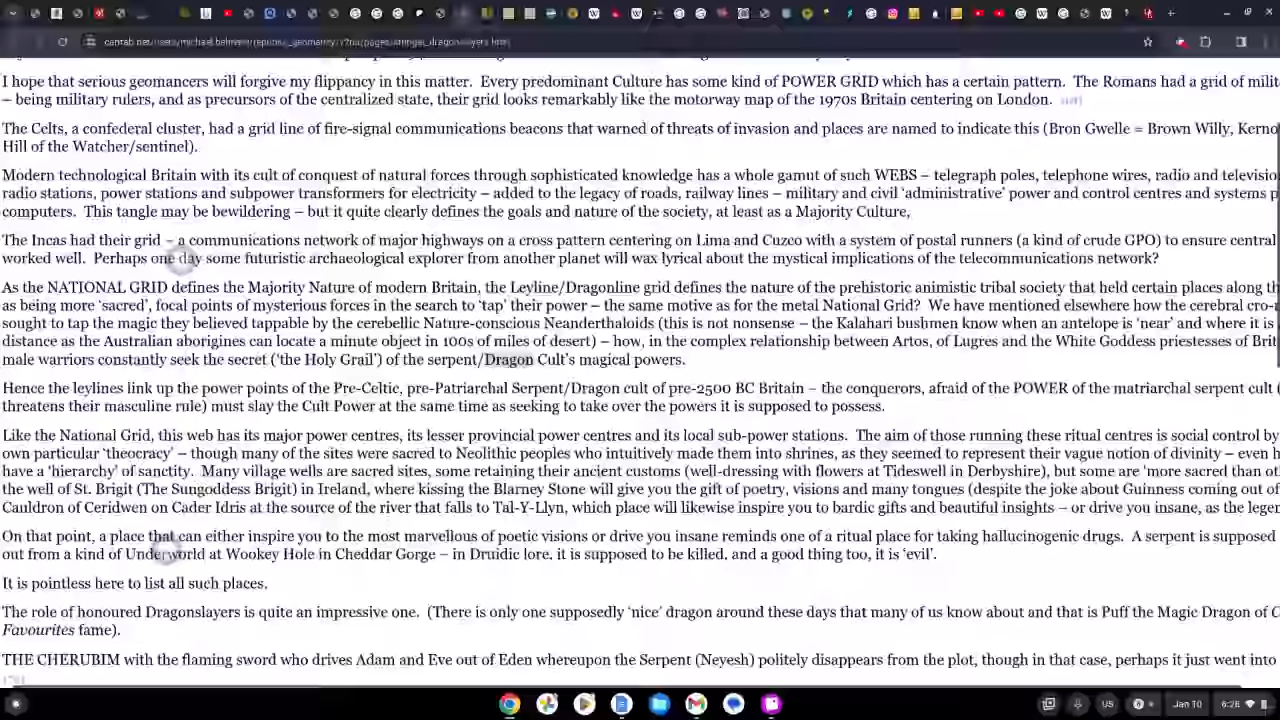 I hope that serious geomancers will forgive my flippancy in this matter.  Every predominant Culture has some kind of POWER GRID which has a certain pattern.  The Romans had a grid of milit
– being military rulers, and as precursors of the centralized state, their grid looks remarkably like the motorway map of the 1970s Britain centering on London.
The Celts, a confederal cluster, had a grid line of fire-signal communications beacons that warned of threats of invasion and places are named to indicate this (Bron Gwelle = Brown Willy, Kerno
Hill of the Watcher/sentinel).
Modern technological Britain with its cult of conquest of natural forces through sophisticated knowledge has a whole gamut of such WEBS – telegraph poles, telephone wires, radio and televisio
radio stations, power stations and subpower transformers for electricity – added to the legacy of roads, railway lines – military and civil 'administrative' power and control centres and systems p
computers.  This tangle may be bewildering – but it quite clearly defines the goals and nature of the society, at least as a Majority Culture,
The Incas had their grid – a communications network of major highways on a cross pattern centering on Lima and Cuzco with a system of postal runners (a kind of crude GPO) to ensure central
worked well.  Perhaps one day some futuristic archaeological explorer from another planet will wax lyrical about the mystical implications of the telecommunications network?
As the NATIONAL GRID defines the Majority Nature of modern Britain, the Leyline/Dragonline grid defines the nature of the prehistoric animistic tribal society that held certain places along th
as being more 'sacred', focal points of mysterious forces in the search to 'tap' their power – the same motive as for the metal National Grid?  We have mentioned elsewhere how the cerebral cro-
sought to tap the magic they believed tappable by the cerebellic Nature-conscious Neanderthaloids (this is not nonsense – the Kalahari bushmen know when an antelope is 'near' and where it is
distance as the Australian aborigines can locate a minute object in 100s of miles of desert) – how, in the complex relationship between Artos, of Lugres and the White Goddess priestesses of Brit
male warriors constantly seek the secret ('the Holy Grail') of the serpent/Dragon Cult's magical powers.
Hence the leylines link up the power points of the Pre-Celtic, pre-Patriarchal Serpent/Dragon cult of pre-2500 BC Britain – the conquerors, afraid of the POWER of the matriarchal serpent cult (
threatens their masculine rule) must slay the Cult Power at the same time as seeking to take over the powers it is supposed to possess.
Like the National Grid, this web has its major power centres, its lesser provincial power centres and its local sub-power stations.  The aim of those running these ritual centres is social control by
own particular 'theocracy' – though many of the sites were sacred to Neolithic peoples who intuitively made them into shrines, as they seemed to represent their vague notion of divinity – even h
have a 'hierarchy' of sanctity.  Many village wells are sacred sites, some retaining their ancient customs (well-dressing with flowers at Tideswell in Derbyshire), but some are 'more sacred than ot
the well of St. Brigit (The Sungoddess Brigit) in Ireland, where kissing the Blarney Stone will give you the gift of poetry, visions and many tongues (despite the joke about Guinness coming out of
Cauldron of Ceridwen on Cader Idris at the source of the river that falls to Tal-Y-Llyn, which place will likewise inspire you to bardic gifts and beautiful insights – or drive you insane, as the leger
On that point, a place that can either inspire you to the most marvellous of poetic visions or drive you insane reminds one of a ritual place for taking hallucinogenic drugs.  A serpent is supposed
out from a kind of Underworld at Wookey Hole in Cheddar Gorge – in Druidic lore, it is supposed to be killed, and a good thing too, it is 'evil'.
It is pointless here to list all such places.
The role of honoured Dragonslayers is quite an impressive one.  (There is only one supposedly 'nice' dragon around these days that many of us know about and that is Puff the Magic Dragon of C
Favourites fame).
THE CHERUBIM with the flaming sword who drives Adam and Eve out of Eden whereupon the Serpent (Neyesh) politely disappears from the plot, though in that case, perhaps it just went into
US Jan 10 6:26